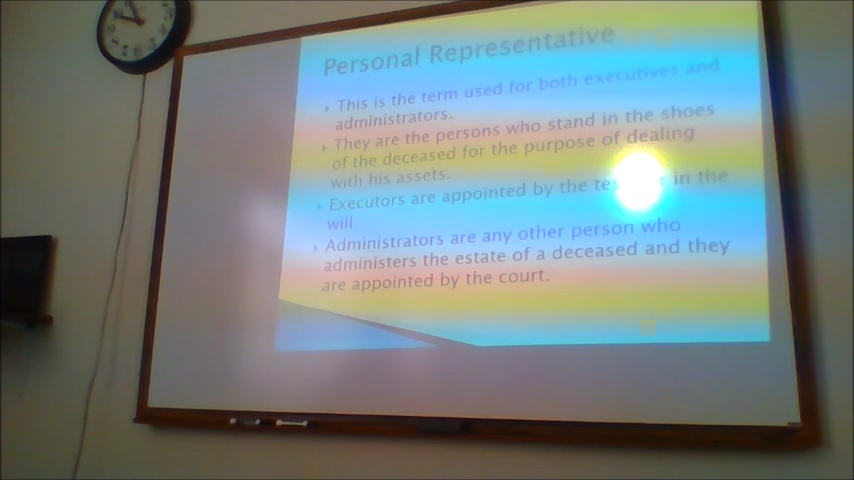 Personal Representative
This is the term used for both executives and
administrators.
They are the persons who stand in the shoes
of the deceased for the purpose of dealing
with his assets.
Executors are appointed by the in the
will
Administrators are any other person who
administers the estate of a deceased and they
are appointed by the court.